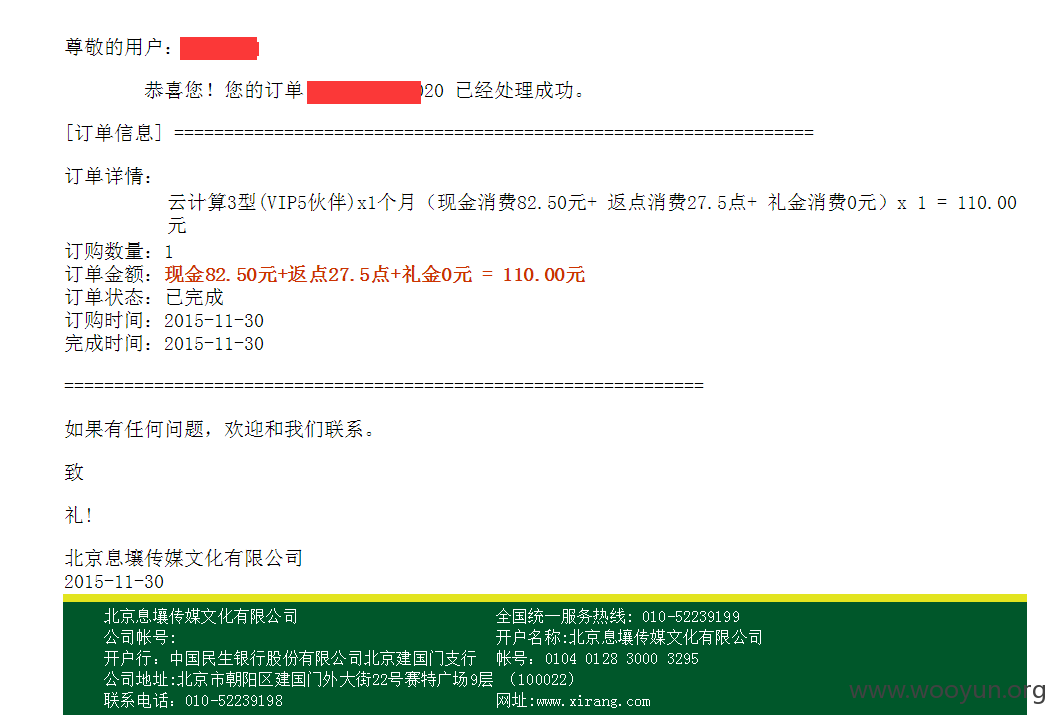 尊敬的用户:
恭喜您! 您的订单 020 已经处理成功。
[订单信息] ================================================================
订单详情:
云计算3型(VIP5伙伴)x1个月（现金消费82.50元+ 返点消费27.5点+ 礼金消费0元）x 1 = 110.00
元
订购数量: 1
订单金额: 现金82.50元+返点27.5点+礼金0元 = 110.00元
订单状态: 已完成
订购时间: 2015-11-30
完成时间: 2015-11-30
================================================================
如果有任何问题, 欢迎和我们联系。
致
礼!
北京息壤传媒文化有限公司
2015-11-30
北京息壤传媒文化有限公司 全国统一服务热线: 010-52239199
公司帐号: 开户名称:北京息壤传媒文化有限公司
开户行: 中国民生银行股份有限公司北京建国门支行 帐号: 0104 0128 3000 3295
公司地址:北京市朝阳区建国门外大街22号赛特广场9层 （100022）
联系电话: 010-52239198 网址:www.xirang.com
www.wooyun.org